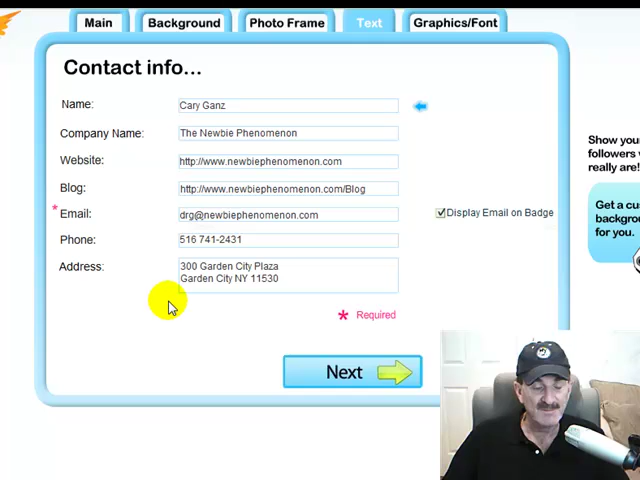 Main
Background
Photo Frame
Text
Graphics/Font
Contact info...
Name:
Cary Ganz
Company Name:
The Newbie Phenomenon
Website:
http://www.newbiephenomenon.com
Blog:
http://www.newbiephenomenon.com/Blog
* Email:
drg@newbiephenomenon.com
Display Email on Badge
Phone:
516 741-2431
Address:
300 Garden City Plaza
Garden City NY 11530
* Required
Next
Show your
followers
really are!
Get a
for you.